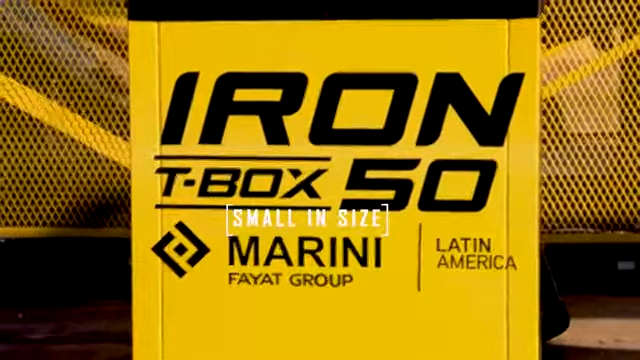 IRON
T-BOX 50
[SMALL IN SIZE]
MARINI
FAYAT GROUP
LATIN
AMERICA